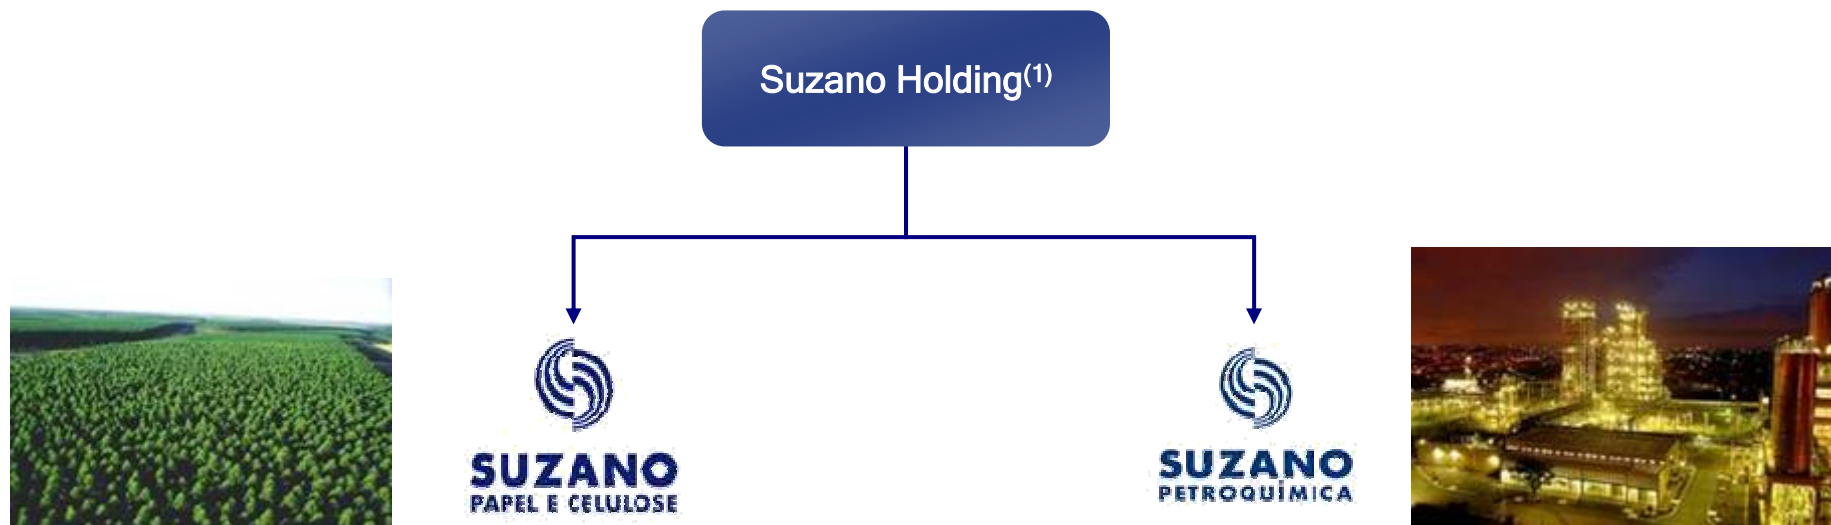 Suzano Holding(1)
SUZANO
PAPEL E CELULOSE
SUZANO
PETROQUÍMICA